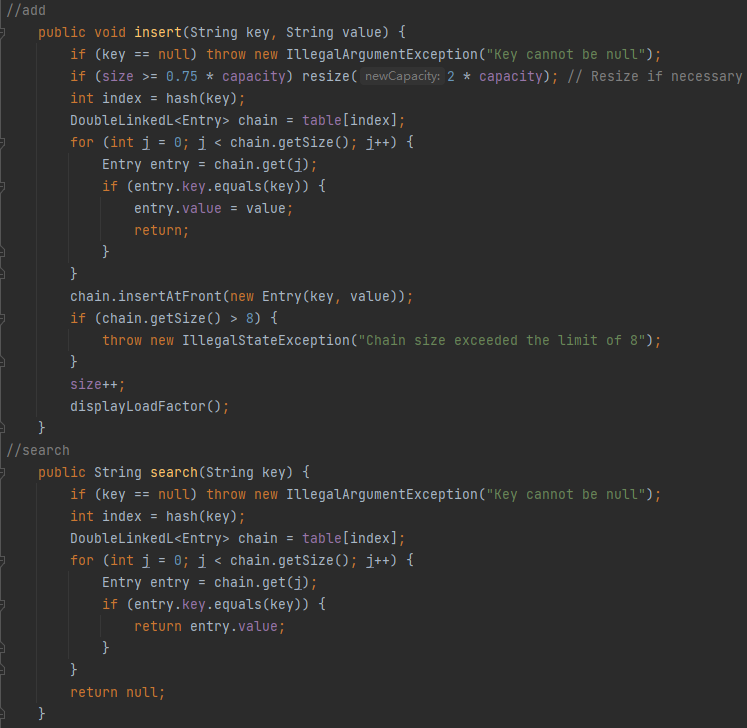 //add
    public void insert(String key, String value) {
        if (key == null) throw new IllegalArgumentException("Key cannot be null");
        if (size >= 0.75 * capacity) resize( newCapacity: 2 * capacity); // Resize if necessary
        int index = hash(key);
        DoubleLinkedL<Entry> chain = table[index];
        for (int j = 0; j < chain.getSize(); j++) {
            Entry entry = chain.get(j);
            if (entry.key.equals(key)) {
                entry.value = value;
                return;
            }
        }
        chain.insertAtFront(new Entry(key, value));
        if (chain.getSize() > 8) {
            throw new IllegalStateException("Chain size exceeded the limit of 8");
        }
        size++;
        displayLoadFactor();
    }
//search
    public String search(String key) {
        if (key == null) throw new IllegalArgumentException("Key cannot be null");
        int index = hash(key);
        DoubleLinkedL<Entry> chain = table[index];
        for (int j = 0; j < chain.getSize(); j++) {
            Entry entry = chain.get(j);
            if (entry.key.equals(key)) {
                return entry.value;
            }
        }
        return null;
    }